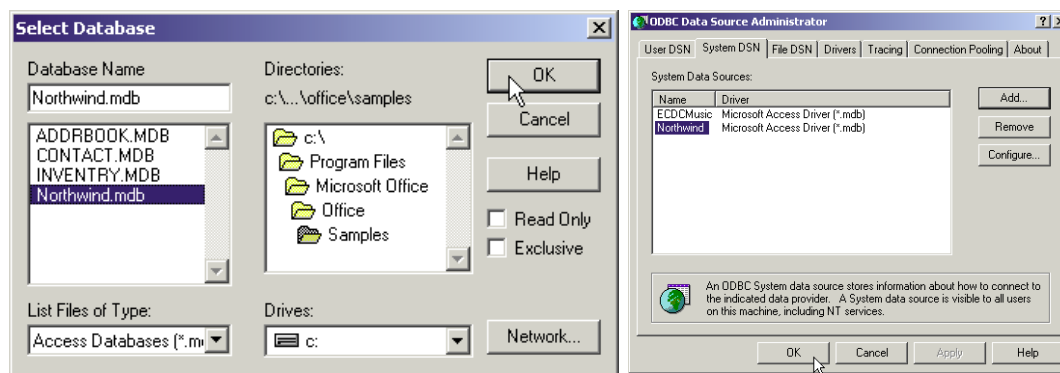 Select Database
Database Name
Northwind.mdb
ADDRBOOK.MDB
CONTACT.MDB
INVENTRY.MDB
Northwind.mdb
List Files of Type:
Access Databases (*.m
Directories:
c:\...\office\samples
c:\
Program Files
Microsoft Office
Office
Samples
Drives:
c:
OK
Cancel
Help
Read Only
Exclusive
Network...
ODBC Data Source Administrator
User DSN System DSN File DSN Drivers Tracing Connection Pooling About
System Data Sources:
Name Driver
ECDCMusic Microsoft Access Driver (*.mdb)
Northwind Microsoft Access Driver (*.mdb)
Add...
Remove
Configure...
An ODBC System data source stores information about how to connect to
the indicated data provider. A System data source is visible to all users
on this machine, including NT services.
OK Cancel Apply Help